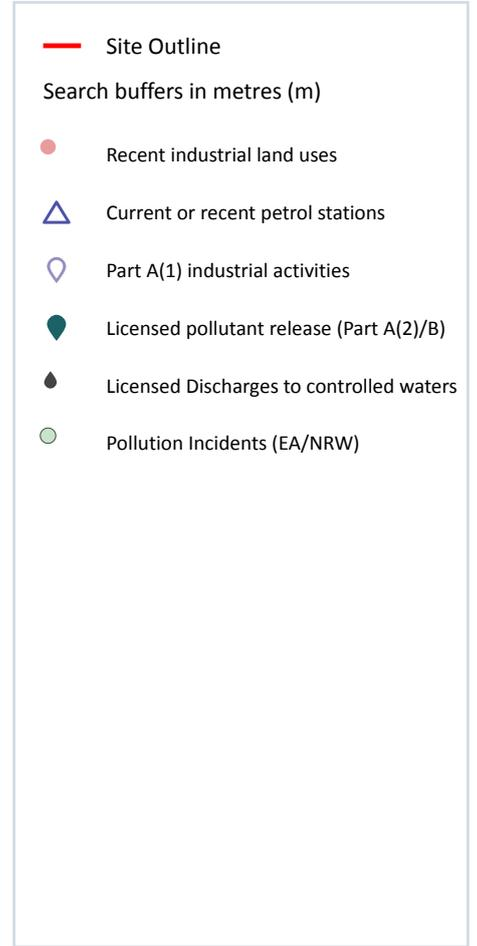 Site Outline
Search buffers in metres (m)
Recent industrial land uses
Current or recent petrol stations
Part A(1) industrial activities
Licensed pollutant release (Part A(2)/B)
Licensed Discharges to controlled waters
Pollution Incidents (EA/NRW)